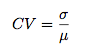 CV = σ/μ